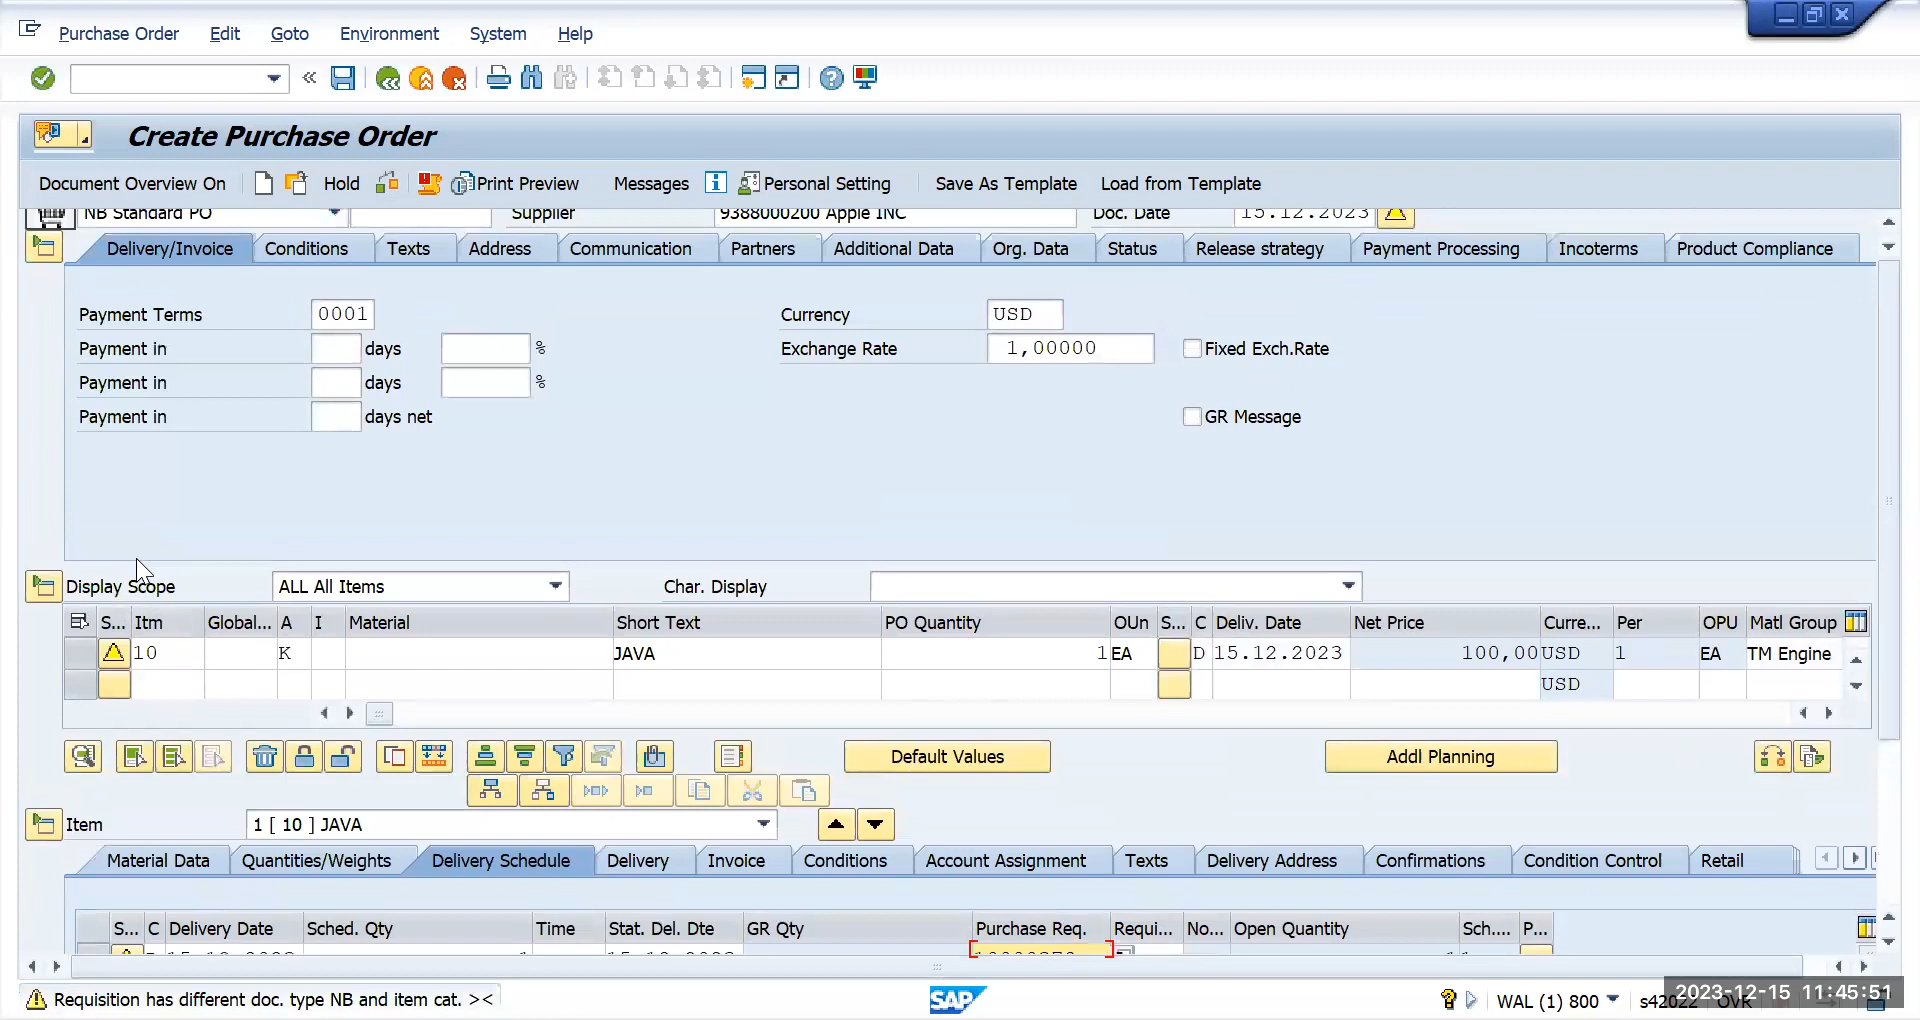 Purchase Order Edit Goto Environment System Help
Create Purchase Order
Document Overview On Hold Print Preview Messages Personal Setting Save As Template Load from Template
NB Standard PO Supplier 9388000200 Apple INC Doc. Date 15.12.2023
Delivery/Invoice Conditions Texts Address Communication Partners Additional Data Org. Data Status Release strategy Payment Processing Incoterms Product Compliance
Payment Terms 0001 Currency USD
Payment in days % Exchange Rate 1,00000 Fixed Exch.Rate
Payment in days %
Payment in days net GR Message
Display Scope ALL All Items Char. Display
S... Itm Global... A I Material Short Text PO Quantity OUn S... C Deliv. Date Net Price Curre... Per OPU Matl Group
10 K JAVA 1 EA D 15.12.2023 100,00 USD 1 EA TM Engine
USD
Default Values Addl Planning
Item 1 [ 10 ] JAVA
Material Data Quantities/Weights Delivery Schedule Delivery Invoice Conditions Account Assignment Texts Delivery Address Confirmations Condition Control Retail
S... C Delivery Date Sched. Qty Time Stat. Del. Dte GR Qty Purchase Req. Requi... No... Open Quantity Sch.... P...
Requisition has different doc. type NB and item cat. >< SAP WAL (1) 800 s42022 OVR
2023-12-15 11:45:51